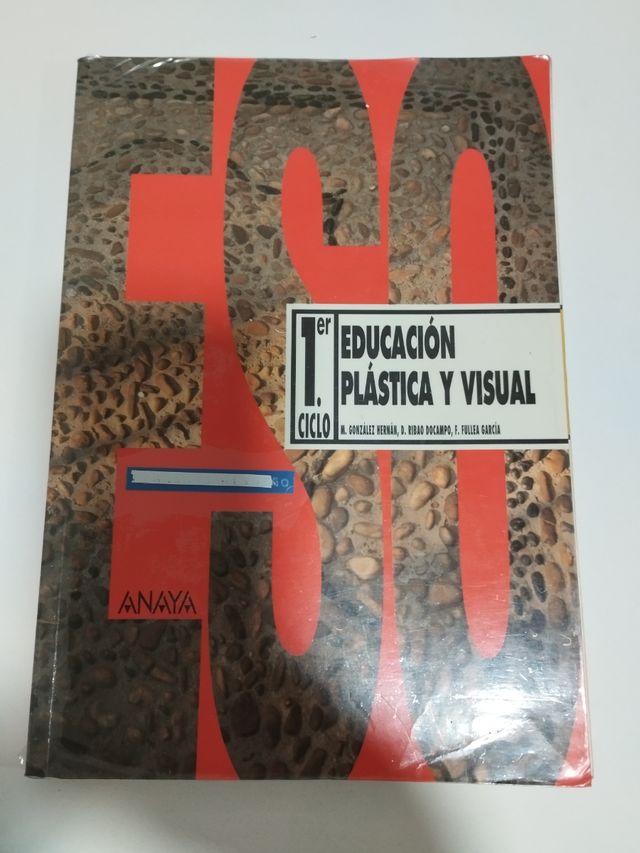 ESO
1.er
CICLO
EDUCACIÓN
PLÁSTICA Y VISUAL
M. GONZÁLEZ HERNÁN, D. RIBAO DOCAMPO, F. FULLEA GARCÍA
ANAYA